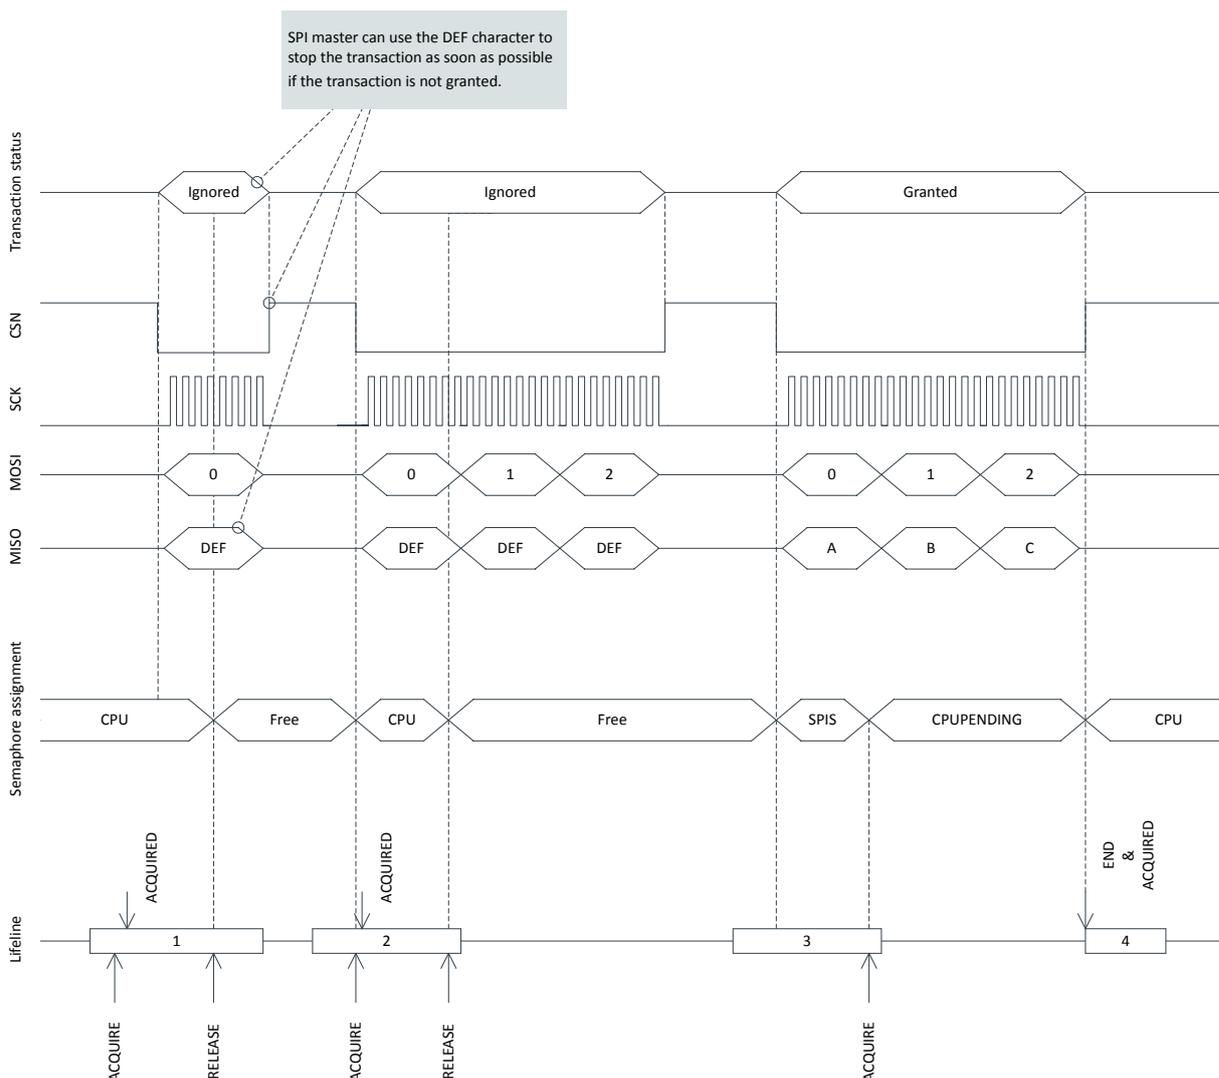 SPI master can use the DEF character to
stop the transaction as soon as possible
if the transaction is not granted.
Transaction status
Ignored
Ignored
Granted
CSN
SCK
MOSI
0
0
1
2
0
1
2
MISO
DEF
DEF
DEF
DEF
A
B
C
Semaphore assignment
CPU
Free
CPU
Free
SPIS
CPUPENDING
CPU
ACQUIRED
ACQUIRED
END
&
ACQUIRED
Lifeline
1
2
3
4
ACQUIRE
RELEASE
ACQUIRE
RELEASE
ACQUIRE